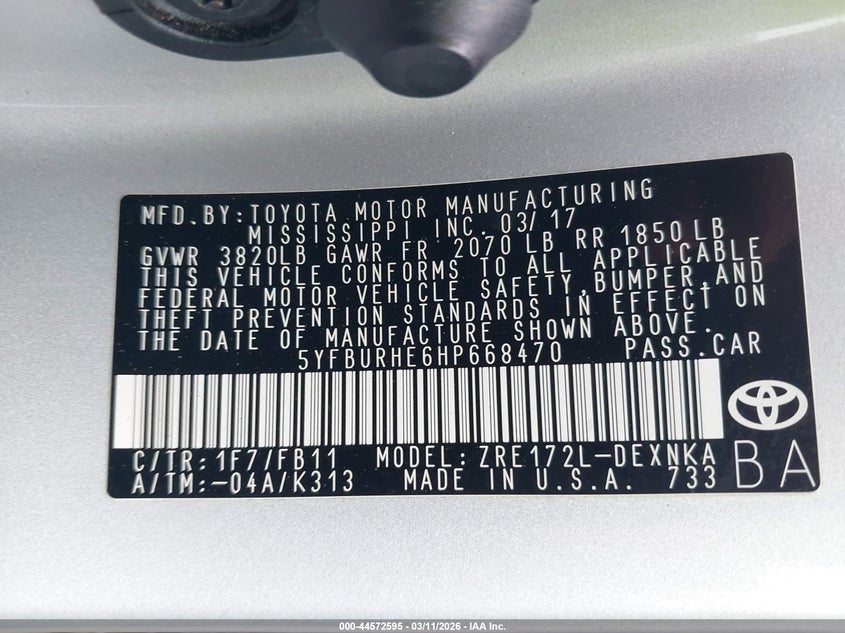 MFD.BY:TOYOTA MOTOR MANUFACTURING
MISSISSIPPI INC. 03/17
GVWR 3820LB GAWR FR 2070 LB RR 1850 LB
THIS VEHICLE CONFORMS TO ALL APPLICABLE
FEDERAL MOTOR VEHICLE SAFETY,BUMPER,AND
THEFT PREVENTION STANDARDS IN EFFECT ON
THE DATE OF MANUFACTURE SHOWN ABOVE.
5YFBURHE6HP668470 PASS.CAR
C/TR:1F7/FB11 MODEL:ZRE172L-DEXNKA
A/TM:-04A/K313 MADE IN U.S.A. 733
BA
000-44572595 - 03/11/2026 - IAA Inc.